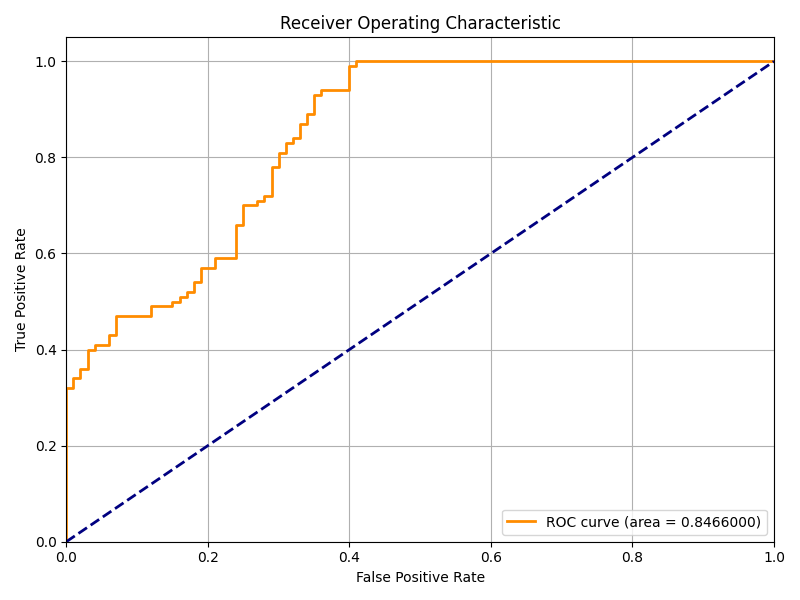 Receiver Operating Characteristic
True Positive Rate
1.0
0.8
0.6
0.4
0.2
0.0
0.0 0.2 0.4 0.6 0.8 1.0
False Positive Rate
ROC curve (area = 0.8466000)